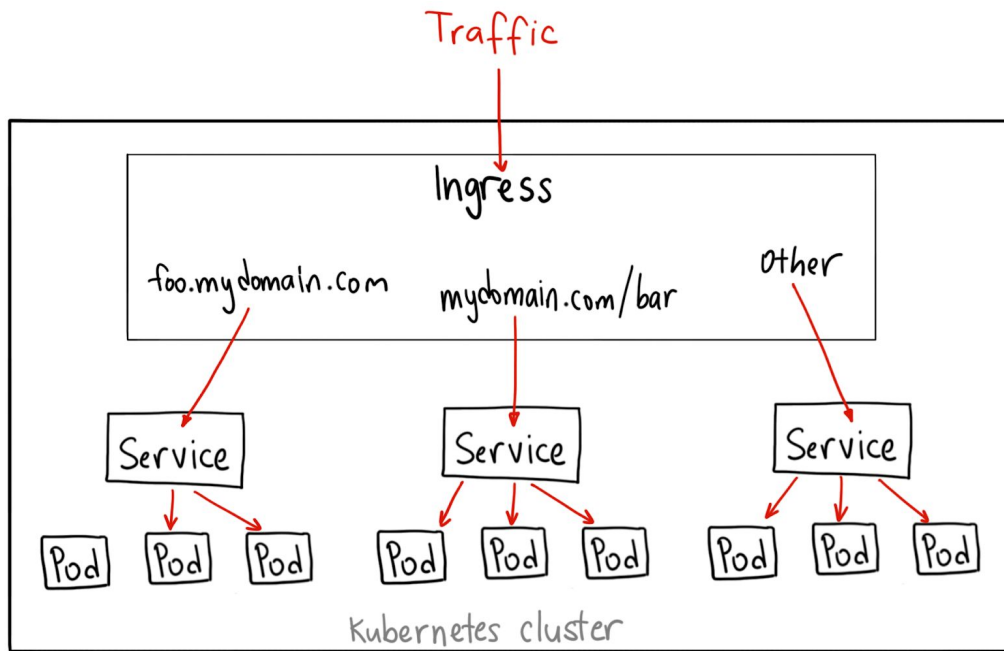 Traffic
Ingress
foo.mydomain.com
mydomain.com/bar
other
Service
Service
Service
Pod
Pod
Pod
Pod
Pod
Pod
Pod
Pod
Pod
Kubernetes cluster